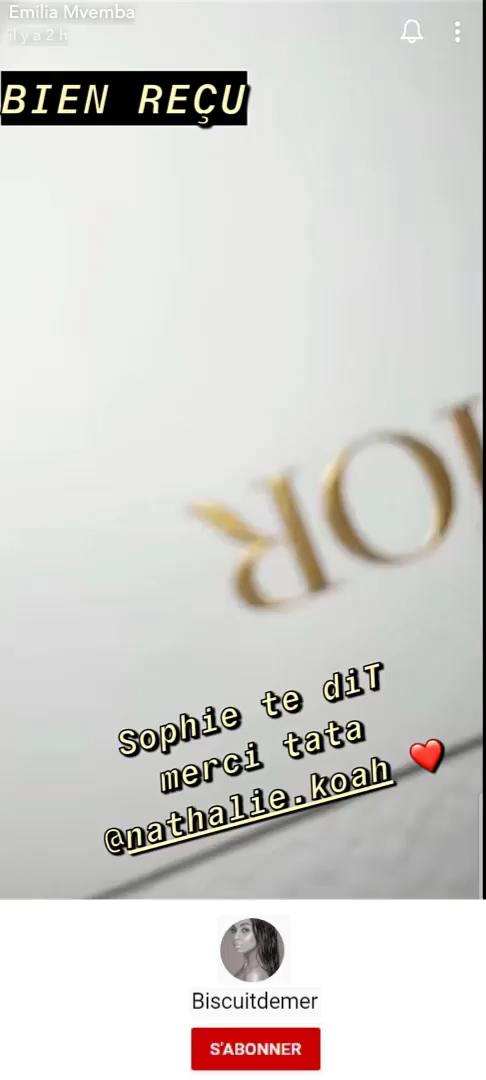 Emilia Mvemba
il y a 2 h
BIEN REÇU
IOR
Sophie te diT
merci tata
@nathalie.koah ❤️
Biscuitdemer
S'ABONNER